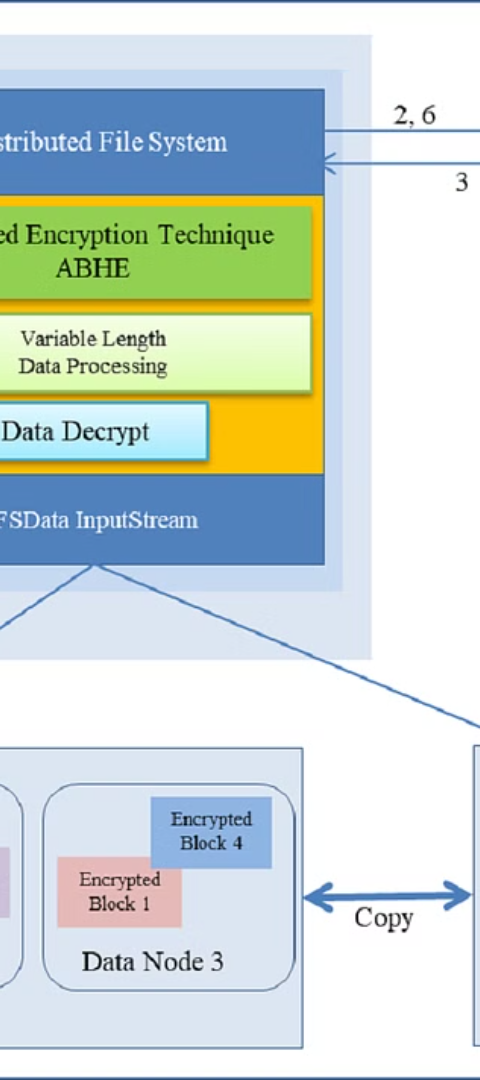 2, 6
stributed File System
3
ed Encryption Technique
ABHE
Variable Length
Data Processing
Data Decrypt
FSData InputStream
Encrypted
Block 4
Encrypted
Block 1
Copy
Data Node 3